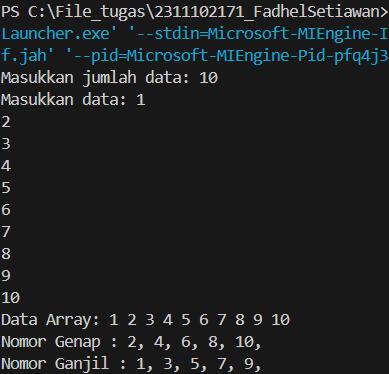 PS C:\File_tugas\2311102171_FadhelSetiawan>
Launcher.exe' '--stdin=Microsoft-MIEngine-I
f.jah' '--pid=Microsoft-MIEngine-Pid-pfq4j3
Masukkan jumlah data: 10
Masukkan data: 1
2
3
4
5
6
7
8
9
10
Data Array: 1 2 3 4 5 6 7 8 9 10
Nomor Genap : 2, 4, 6, 8, 10,
Nomor Ganjil : 1, 3, 5, 7, 9,